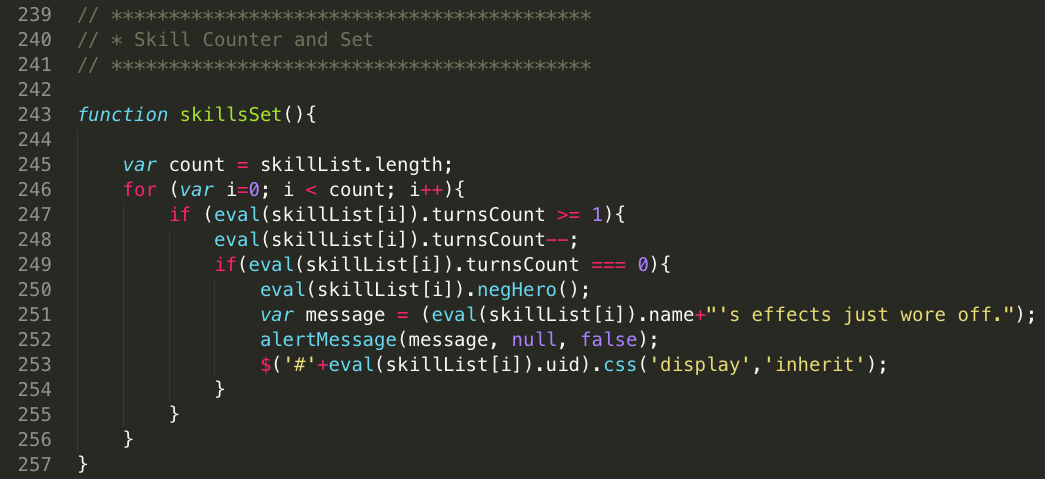 239 // ******************************************
240 // * Skill Counter and Set
241 // ******************************************
242
243 function skillsSet(){
244
245     var count = skillList.length;
246     for (var i=0; i < count; i++){
247         if (eval(skillList[i]).turnsCount >= 1){
248             eval(skillList[i]).turnsCount--;
249             if(eval(skillList[i]).turnsCount === 0){
250                 eval(skillList[i]).negHero();
251                 var message = (eval(skillList[i]).name+"'s effects just wore off.");
252                 alertMessage(message, null, false);
253                 $('#'+eval(skillList[i]).uid).css('display','inherit');
254             }
255         }
256     }
257 }